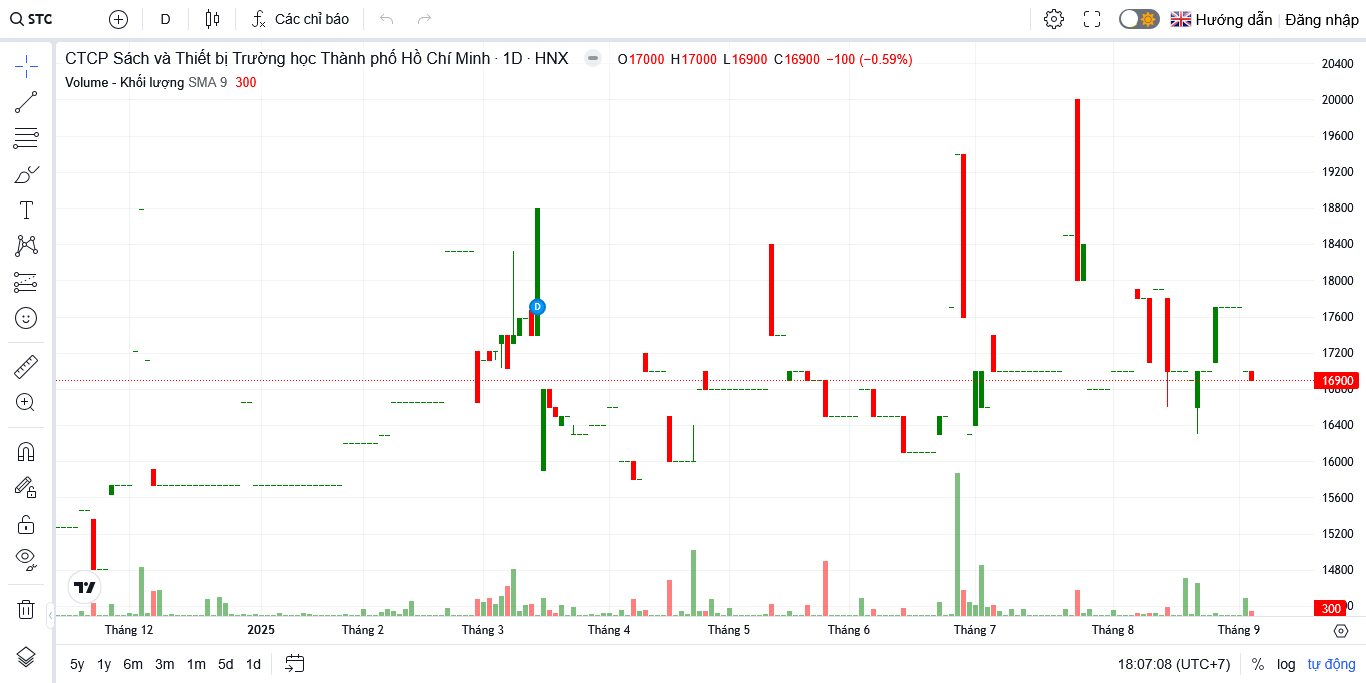 STC D Các chỉ báo Hướng dẫn Đăng nhập
CTCP Sách và Thiết bị Trường học Thành phố Hồ Chí Minh · 1D · HNX O17000 H17000 L16900 C16900 −100 (−0.59%)
Volume - Khối lượng SMA 9 300
20400
20000
19600
19200
18800
18400
18000
17600
17200
16900
16400
16000
15600
15200
14800
300
D
Tháng 12 2025 Tháng 2 Tháng 3 Tháng 4 Tháng 5 Tháng 6 Tháng 7 Tháng 8 Tháng 9
5y 1y 6m 3m 1m 5d 1d 18:07:08 (UTC+7) % log tự động